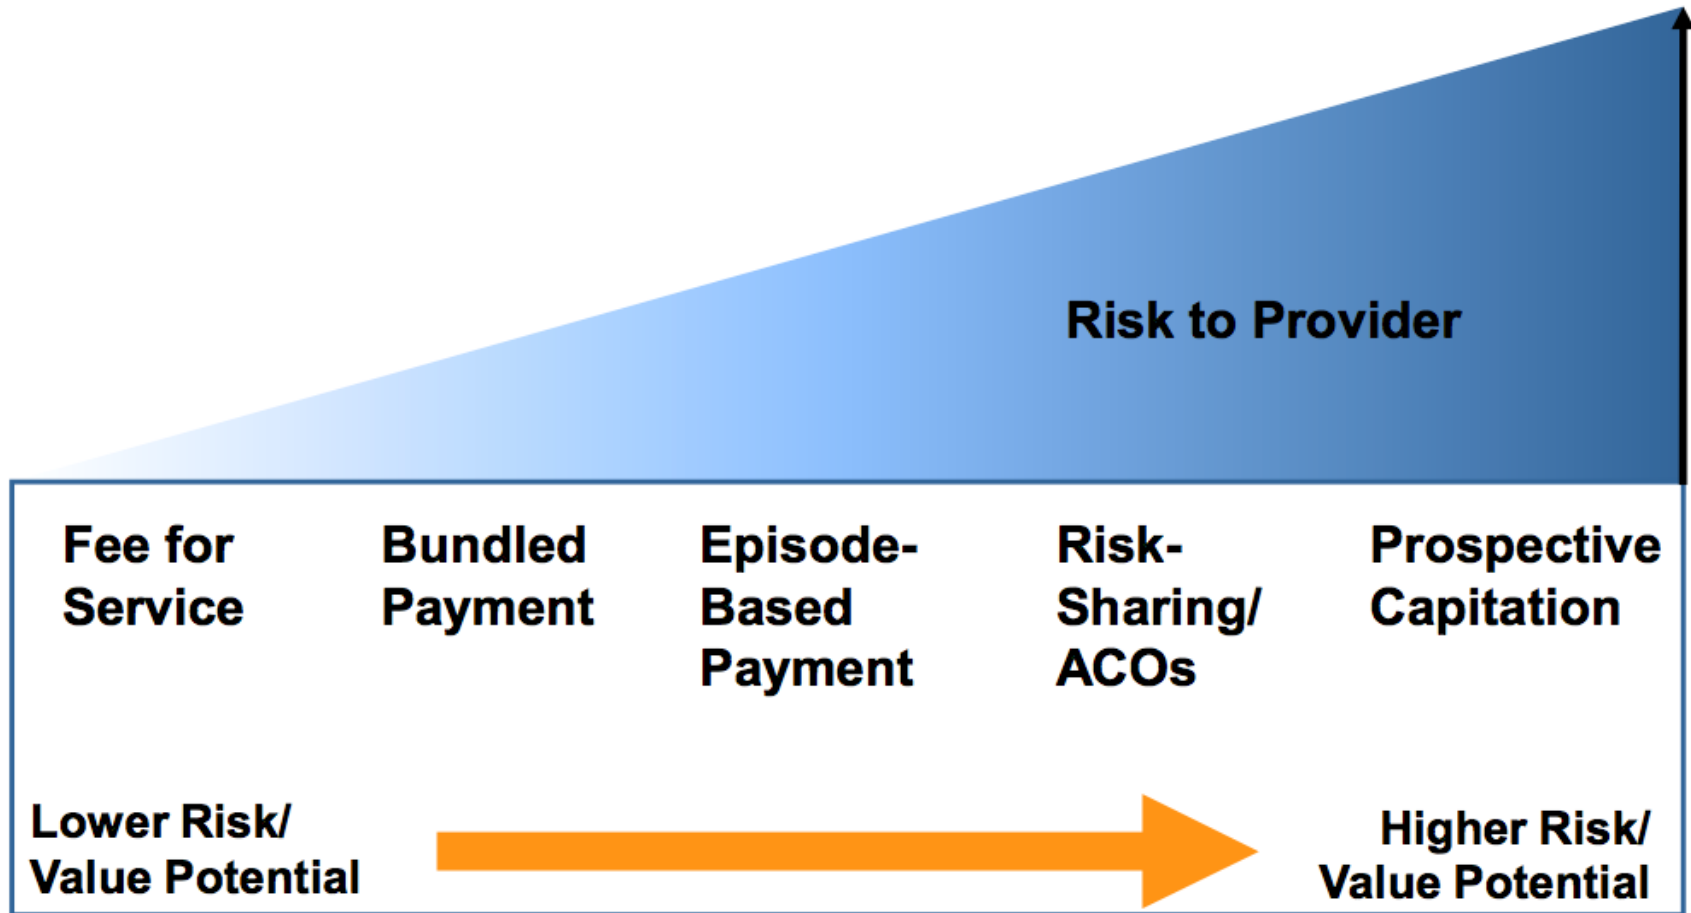 Risk to Provider
Fee for
Service
Bundled
Payment
Episode-
Based
Payment
Risk-
Sharing/
ACOs
Prospective
Capitation
Lower Risk/
Value Potential
Higher Risk/
Value Potential